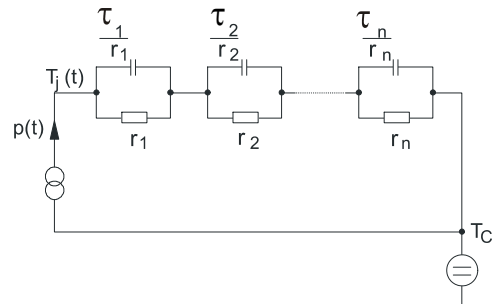 τ1/r1 τ2/r2 τn/rn
Tj(t)
p(t) r1 r2 rn
TC